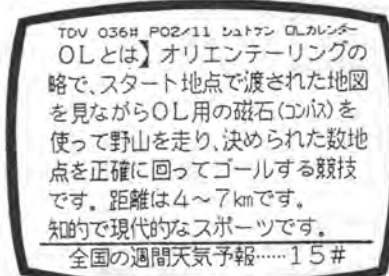 TDV 036# P02/11 シュトケン OLカレンダー
OLとは】オリエンテーリングの
略で、スタート地点で渡された地図
を見ながらOL用の磁石(コンパス)を
使って野山を走り、決められた数地
点を正確に回ってゴールする競技
です。距離は4〜7kmです。
知的で現代的なスポーツです。
全国の週間天気予報……15#